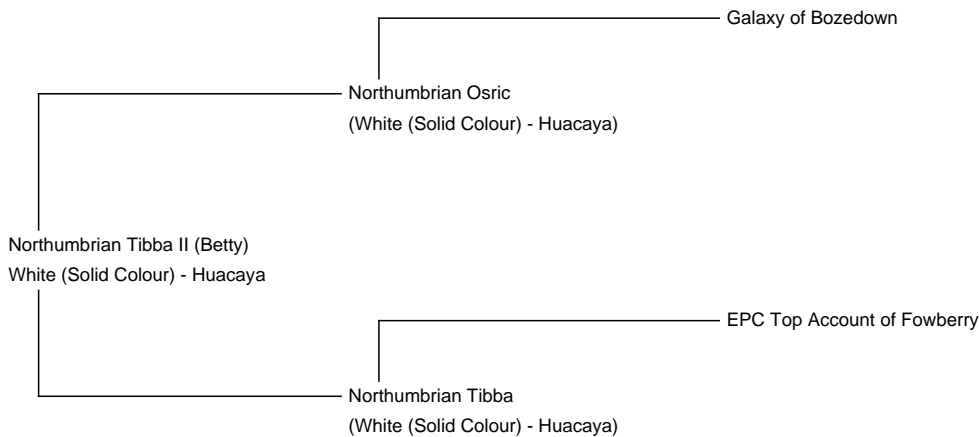 Galaxy of Bozedown
Northumbrian Osric
(White (Solid Colour) - Huacaya)
Northumbrian Tibba II (Betty)
White (Solid Colour) - Huacaya
EPC Top Account of Fowberry
Northumbrian Tibba
(White (Solid Colour) - Huacaya)